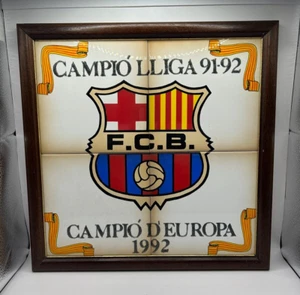 CAMPIÓ LLIGA 91-92
F.C.B.
CAMPIÓ D'EUROPA
1992